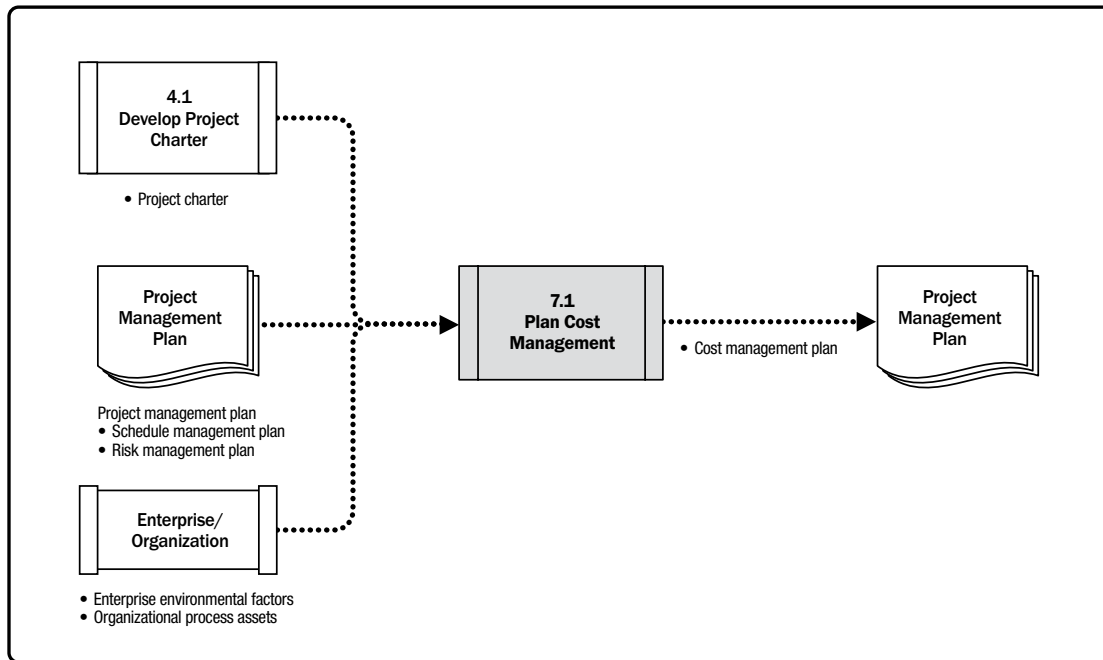 4.1
Develop Project
Charter
• Project charter
Project
Management
Plan
Project management plan
• Schedule management plan
• Risk management plan
Enterprise/
Organization
• Enterprise environmental factors
• Organizational process assets
7.1
Plan Cost
Management
• Cost management plan
Project
Management
Plan